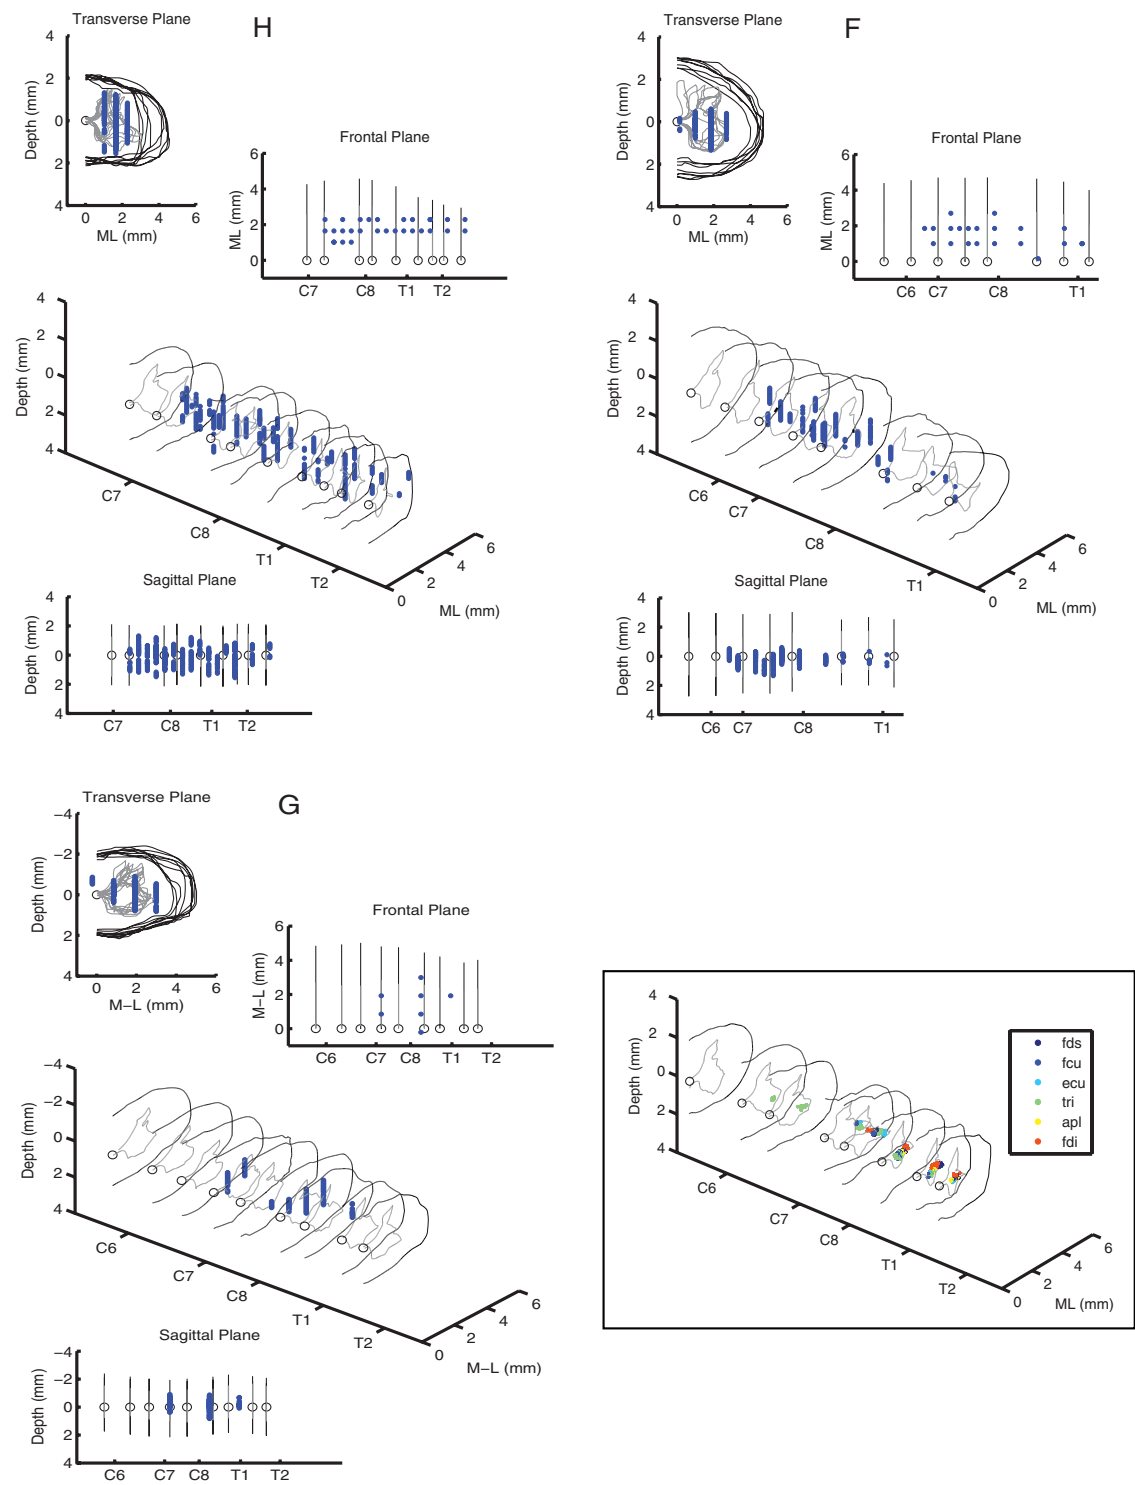 Transverse Plane
H
4
2
0
2
4
Depth (mm)
0 2 4 6
ML (mm)
Frontal Plane
6
4
2
0
ML (mm)
C7 C8 T1 T2
4
2
0
2
4
Depth (mm)
C7
C8
T1
T2
0
2
4
6
ML (mm)
Sagittal Plane
4
2
0
2
4
Depth (mm)
C7 C8 T1 T2
Transverse Plane
F
4
2
0
2
4
Depth (mm)
0 2 4 6
ML (mm)
Frontal Plane
6
4
2
0
ML (mm)
C6 C7 C8 T1
4
2
0
2
4
Depth (mm)
C6
C7
C8
T1
0
2
4
6
ML (mm)
Sagittal Plane
4
2
0
2
4
Depth (mm)
C6 C7 C8 T1
Transverse Plane
G
−4
−2
0
2
4
Depth (mm)
0 2 4 6
M−L (mm)
Frontal Plane
6
4
2
0
M−L (mm)
C6 C7 C8 T1 T2
−4
−2
0
2
4
Depth (mm)
C6
C7
C8
T1
T2
0
2
4
6
M−L (mm)
Sagittal Plane
−4
−2
0
2
4
Depth (mm)
C6 C7 C8 T1 T2
4
2
0
2
4
Depth (mm)
C6
C7
C8
T1
T2
0
2
4
6
ML (mm)
fds
fcu
ecu
tri
apl
fdi